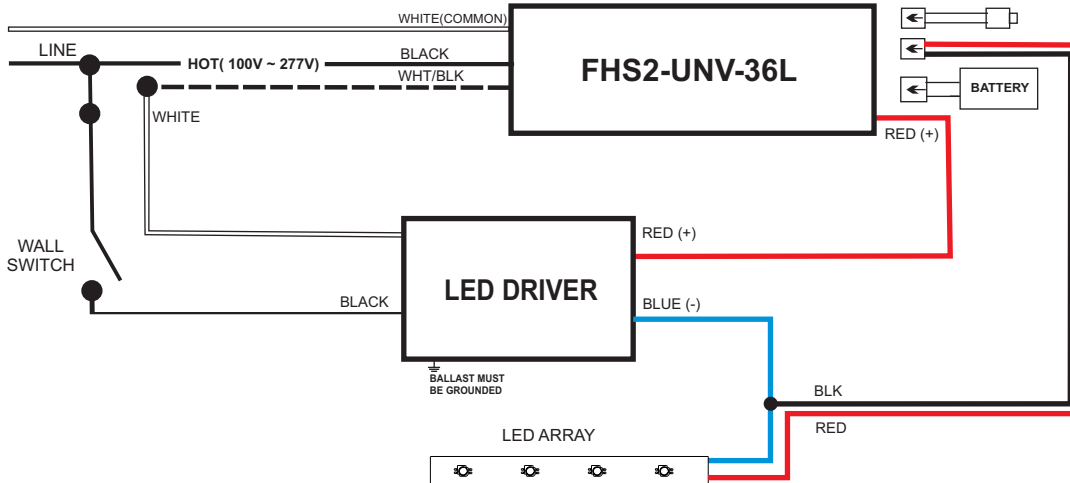 WHITE(COMMON)
LINE
HOT( 100V ~ 277V)
BLACK
WHT/BLK
WHITE
FHS2-UNV-36L
BATTERY
RED (+)
WALL
SWITCH
LED DRIVER
RED (+)
BLACK
BLUE (-)
BALLAST MUST
BE GROUNDED
BLK
RED
LED ARRAY